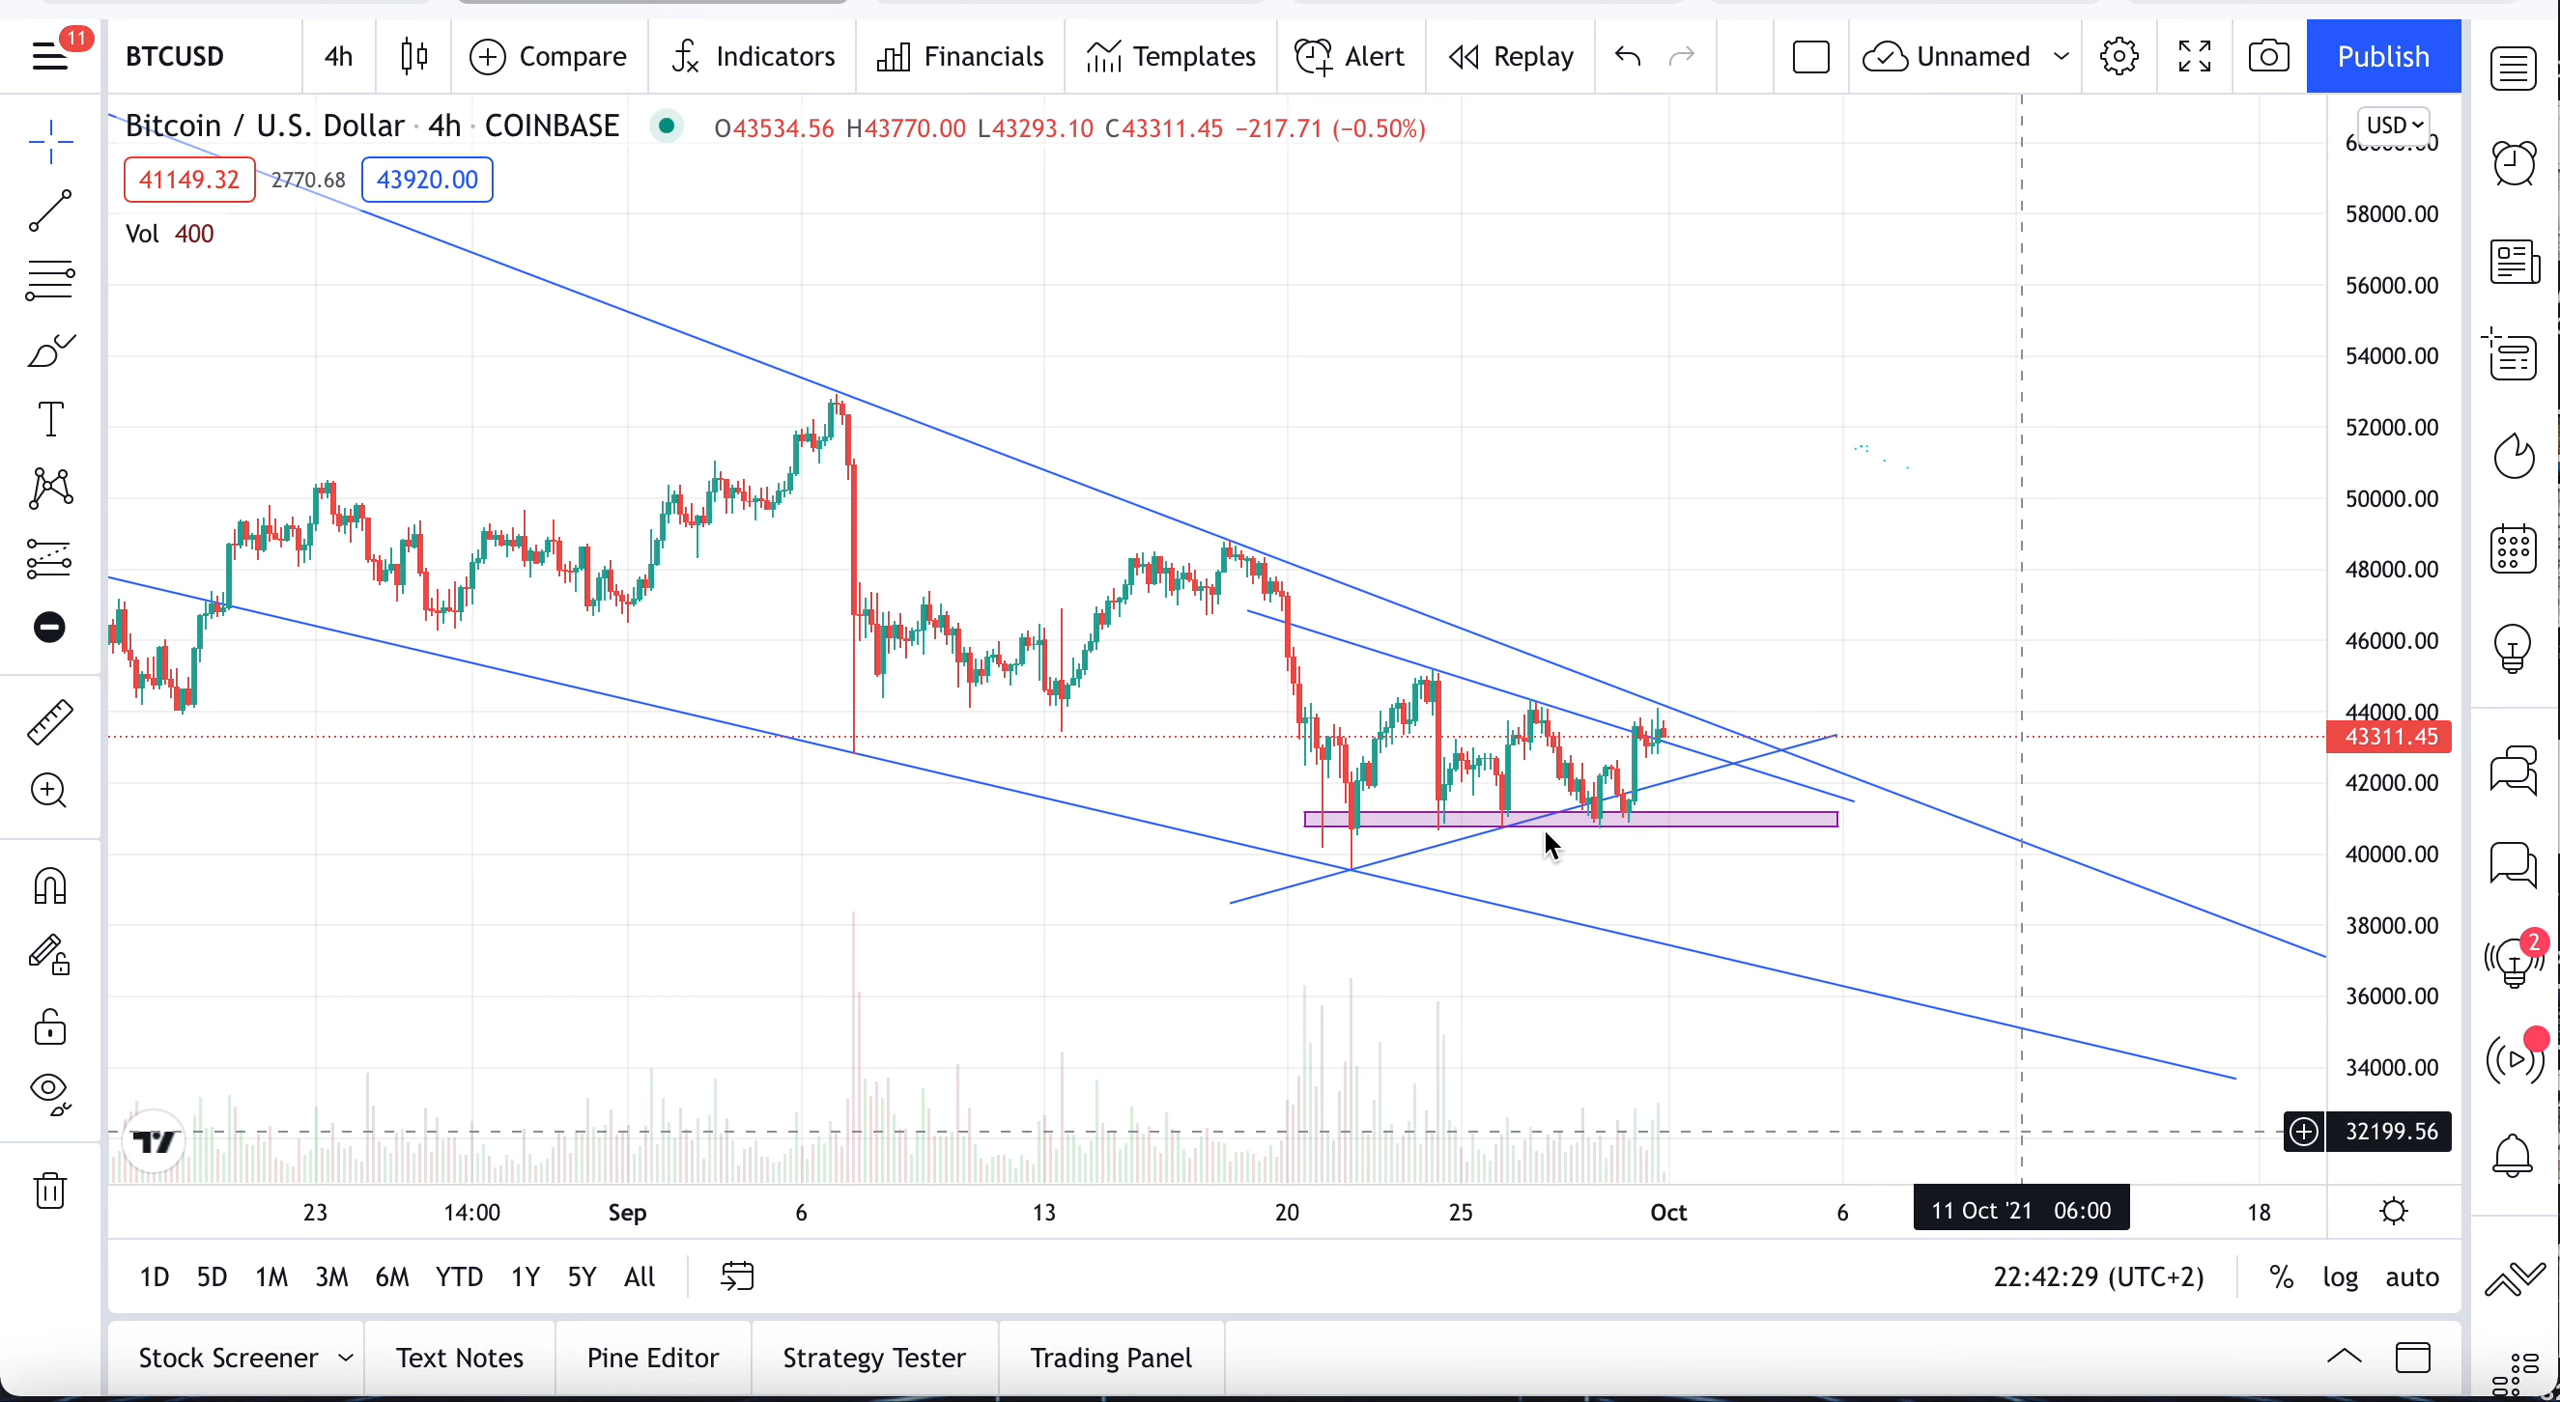 11
BTCUSD 4h Compare Indicators Financials Templates Alert Replay Unnamed Publish
Bitcoin / U.S. Dollar · 4h · COINBASE O43534.56 H43770.00 L43293.10 C43311.45 −217.71 (−0.50%)
USD
41149.32 2770.68 43920.00
Vol 400
58000.00
56000.00
54000.00
52000.00
50000.00
48000.00
46000.00
44000.00
43311.45
42000.00
40000.00
38000.00
2
36000.00
34000.00
32199.56
23 14:00 Sep 6 13 20 25 Oct 6 11 Oct '21 06:00 18
1D 5D 1M 3M 6M YTD 1Y 5Y All 22:42:29 (UTC+2) % log auto
Stock Screener Text Notes Pine Editor Strategy Tester Trading Panel